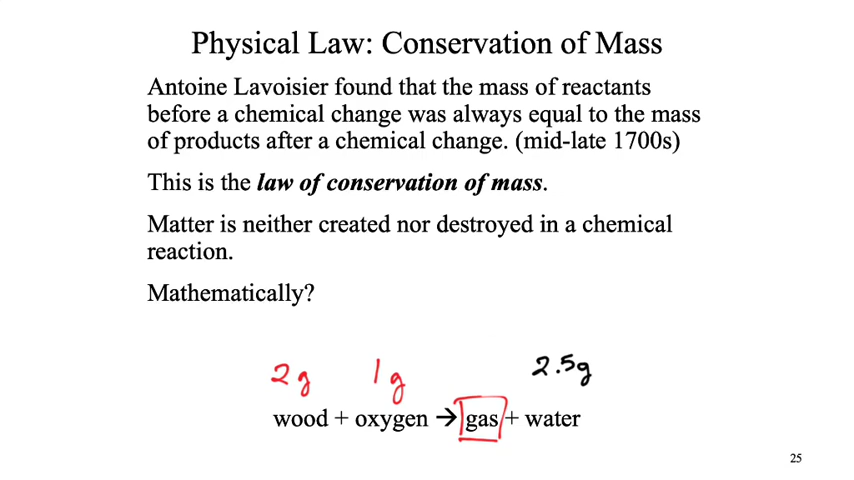 Physical Law: Conservation of Mass
Antoine Lavoisier found that the mass of reactants
before a chemical change was always equal to the mass
of products after a chemical change. (mid-late 1700s)
This is the law of conservation of mass.
Matter is neither created nor destroyed in a chemical
reaction.
Mathematically?
2g 1g 2.5g
wood + oxygen → gas + water
25